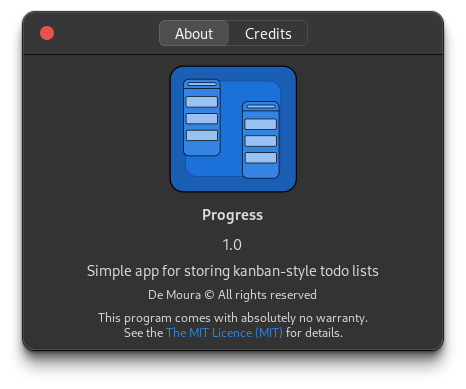 About Credits
Progress
1.0
Simple app for storing kanban-style todo lists
De Moura © All rights reserved
This program comes with absolutely no warranty.
See the The MIT Licence (MIT) for details.